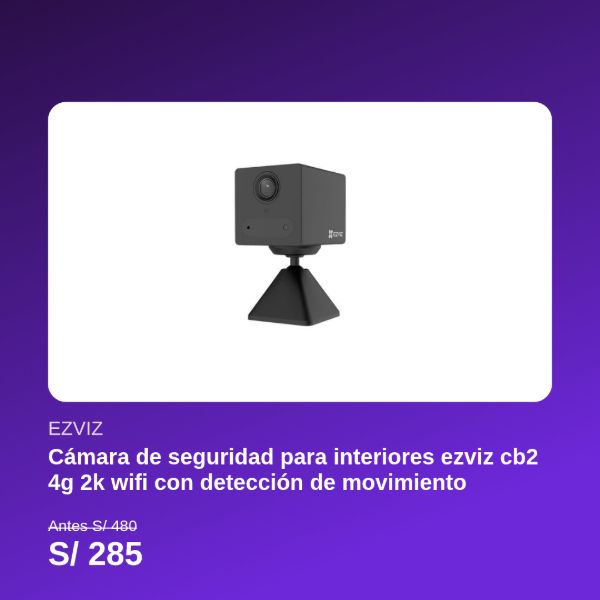 EZVIZ
Cámara de seguridad para interiores ezviz cb2
4g 2k wifi con detección de movimiento
Antes S/ 480
S/ 285